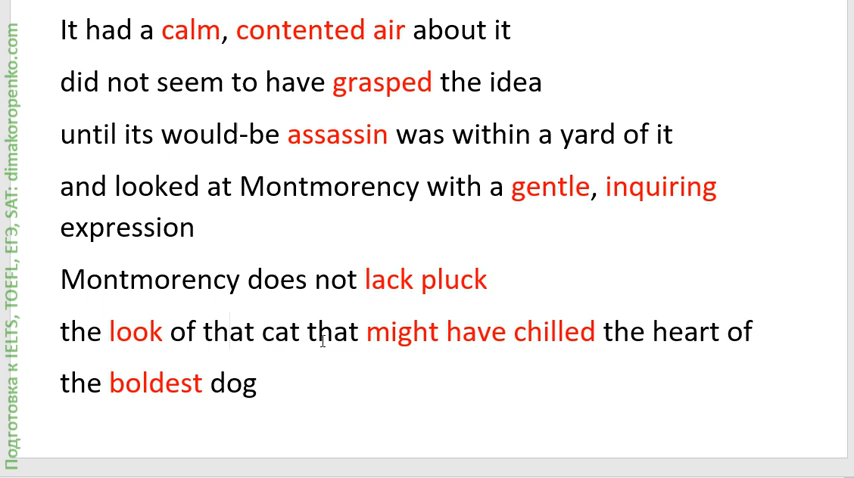 It had a calm, contented air about it
did not seem to have grasped the idea
until its would-be assassin was within a yard of it
and looked at Montmorency with a gentle, inquiring
expression
Montmorency does not lack pluck
the look of that cat that might have chilled the heart of
the boldest dog
Подготовка к IELTS, TOEFL, ЕГЭ, SAT: dimakoropenko.com